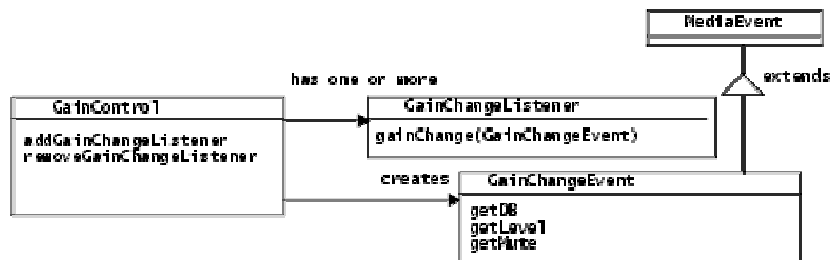 MediaEvent
has one or more
extends
GainControl
GainChangeListener
addGainChangeListener
removeGainChangeListener
gainChange(GainChangeEvent)
creates
GainChangeEvent
getDB
getLevel
getMute